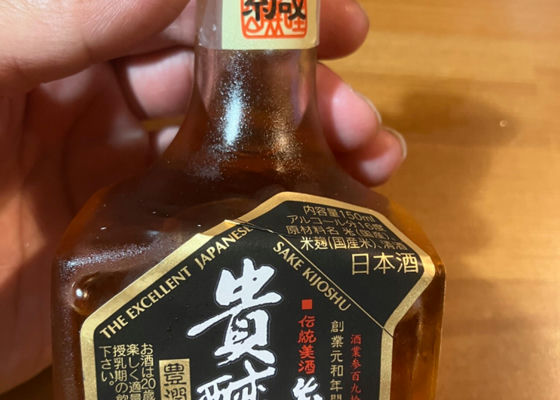 内容量150ml
アルコール分16度
原材料名 米(国産)、
米麹(国産米)、清酒
日本酒
THE EXCELLENT JAPANESE SAKE KIJOSHU
貴醸
■伝統美酒
創業元和年間
酒業参百九拾
豊潤
お酒は20歳
楽しく適量
授乳期の飲
下さい。